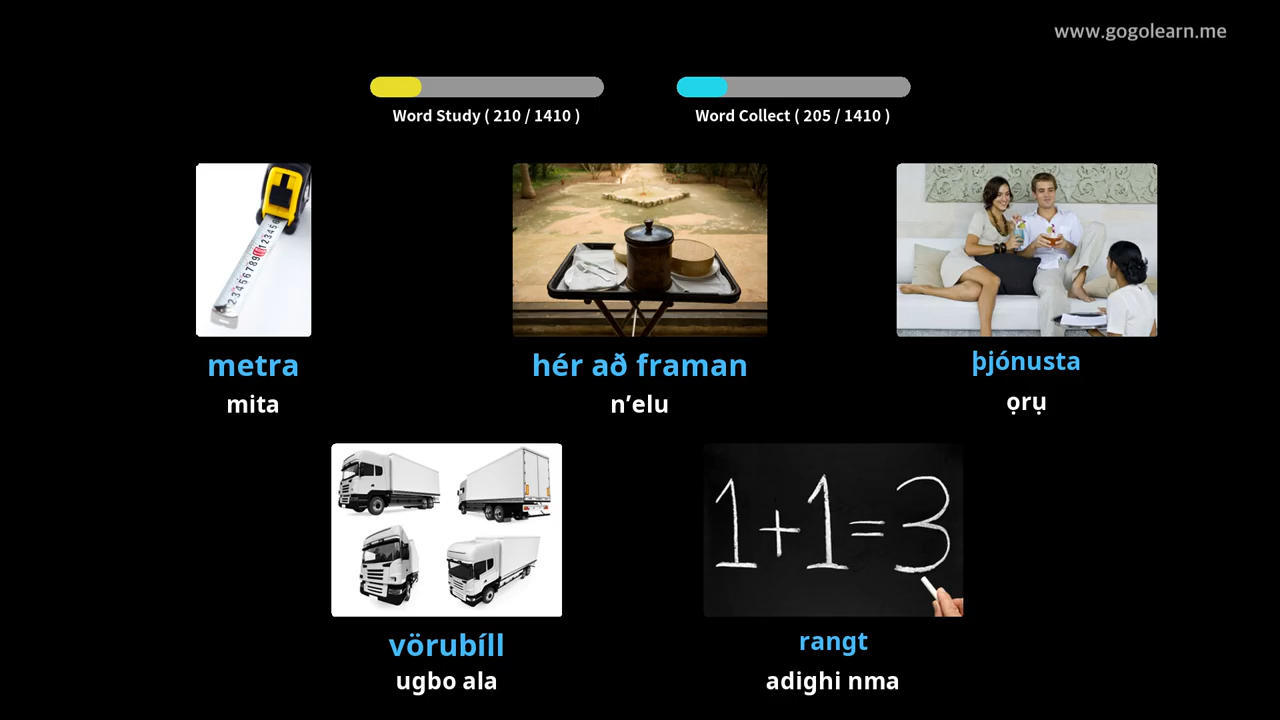 www.gogolearn.me
Word Study ( 210 / 1410 )
Word Collect ( 205 / 1410 )
metra
mita
hér að framan
n’elu
þjónusta
ọrụ
vörubíll
ugbo ala
1+1=3
rangt
adighi nma